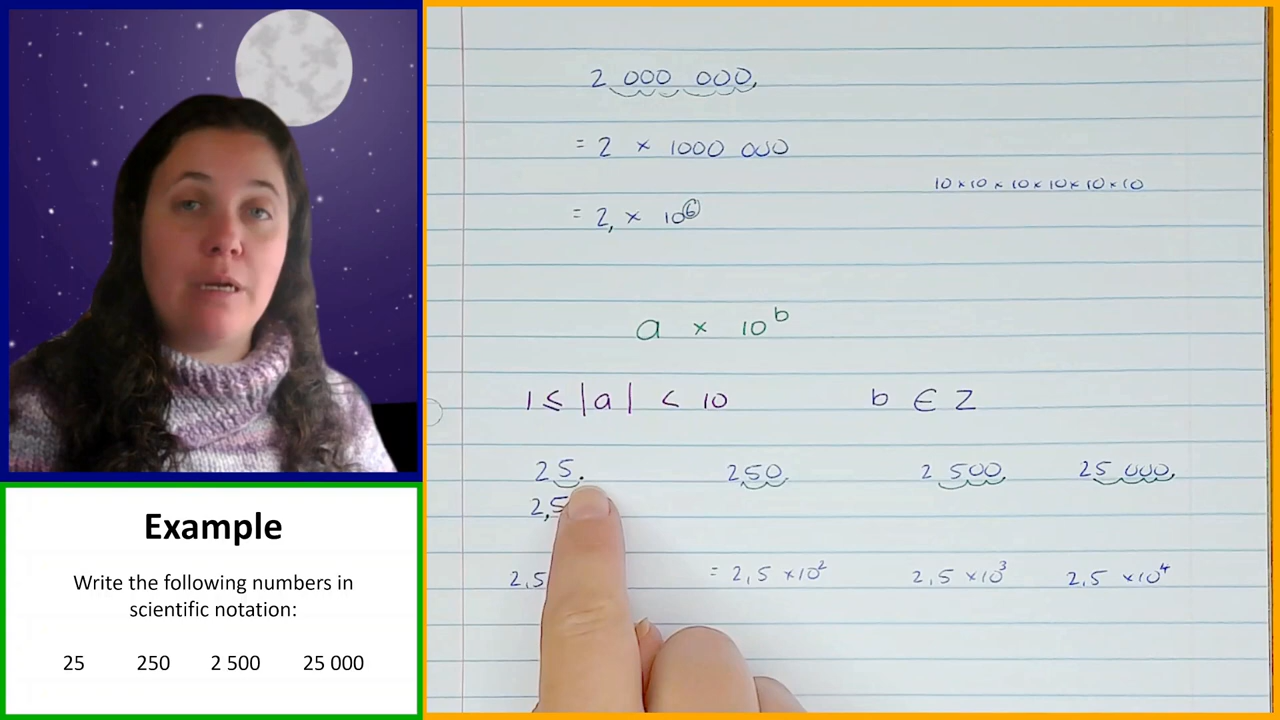 2 000 000,
= 2 × 1000 000
10 × 10 × 10 × 10 × 10 × 10
= 2, × 10⁶
a × 10ᵇ
1 ≤ |a| < 10 b ∈ Z
25, 250, 2 500, 25 000,
2,5
2,5 = 2,5 × 10² 2,5 × 10³ 2,5 × 10⁴
Example
Write the following numbers in
scientific notation:
25 250 2 500 25 000